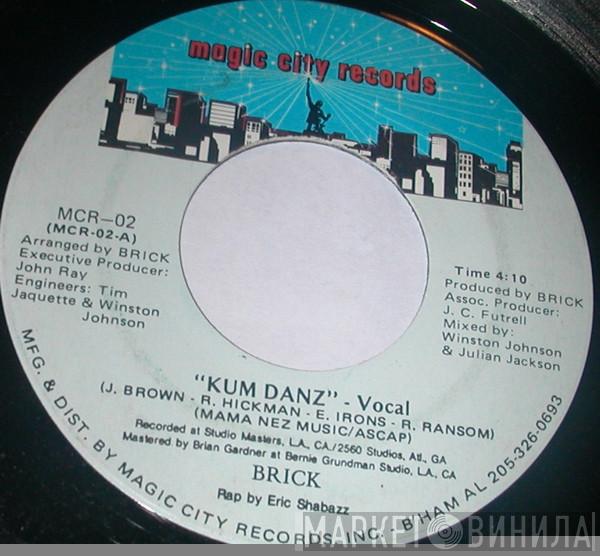 magic city records
MCR-02
(MCR-02-A)
Arranged by BRICK
Executive Producer:
John Ray
Engineers: Tim
Jaquette & Winston
Johnson
Time 4:10
Produced by BRICK
Assoc. Producer:
J. C. Futrell
Mixed by:
Winston Johnson
& Julian Jackson
"KUM DANZ" - Vocal
(J. BROWN - R. HICKMAN - E. IRONS - R. RANSOM)
(MAMA NEZ MUSIC/ASCAP)
Recorded at Studio Masters, L.A., CA./2560 Studios, Atl., GA
Mastered by Brian Gardner at Bernie Grundman Studio, L.A., CA
BRICK
Rap by Eric Shabazz
MFG. & DIST. BY MAGIC CITY RECORDS, INC. B'HAM AL 205-326-0693
МАРКЕТ ВИНИЛА